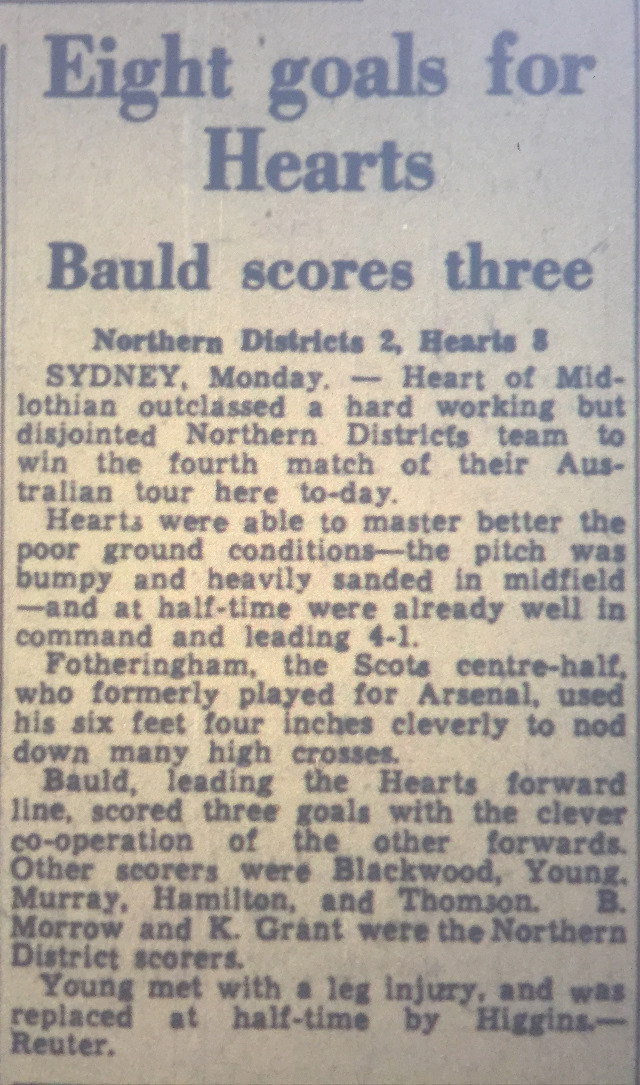 Eight goals for
Hearts
Bauld scores three
Northern Districts 2, Hearts 8
SYDNEY, Monday. — Heart of Mid-
lothian outclassed a hard working but
disjointed Northern Districts team to
win the fourth match of their Aus-
tralian tour here to-day.
Hearts were able to master better the
poor ground conditions—the pitch was
bumpy and heavily sanded in midfield
—and at half-time were already well in
command and leading 4-1.
Fotheringham, the Scots centre-half,
who formerly played for Arsenal, used
his six feet four inches cleverly to nod
down many high crosses.
Bauld, leading the Hearts forward
line, scored three goals with the clever
co-operation of the other forwards.
Other scorers were Blackwood, Young,
Murray, Hamilton, and Thomson. B.
Morrow and K. Grant were the Northern
District scorers.
Young met with a leg injury, and was
replaced at half-time by Higgins.—
Reuter.